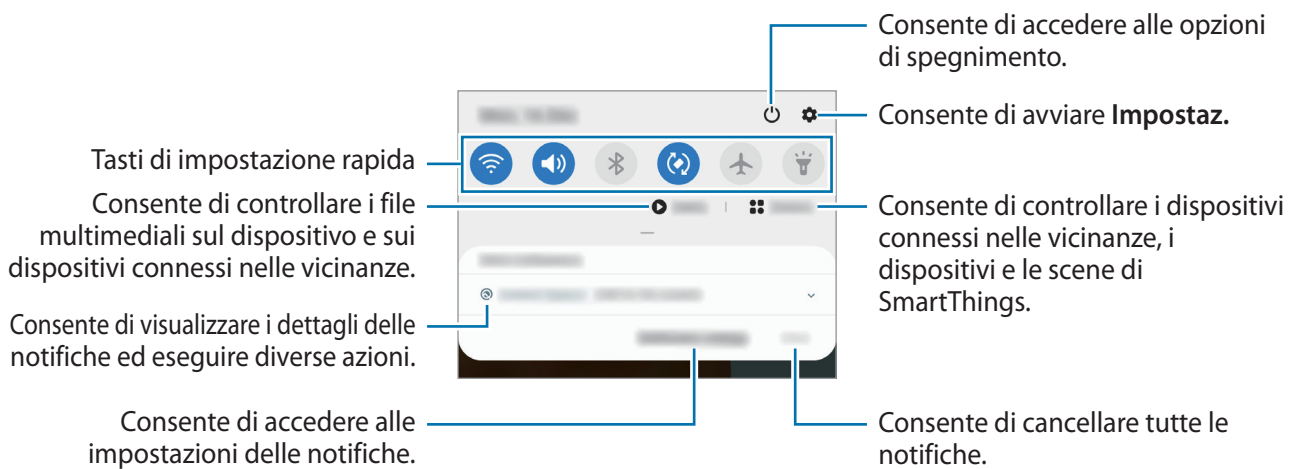 Consente di accedere alle opzioni
di spegnimento.
Consente di avviare Impostaz.
Tasti di impostazione rapida
Consente di controllare i file
multimediali sul dispositivo e sui
dispositivi connessi nelle vicinanze.
Consente di controllare i dispositivi
connessi nelle vicinanze, i
dispositivi e le scene di
SmartThings.
Consente di visualizzare i dettagli delle
notifiche ed eseguire diverse azioni.
Consente di accedere alle
impostazioni delle notifiche.
Consente di cancellare tutte le
notifiche.